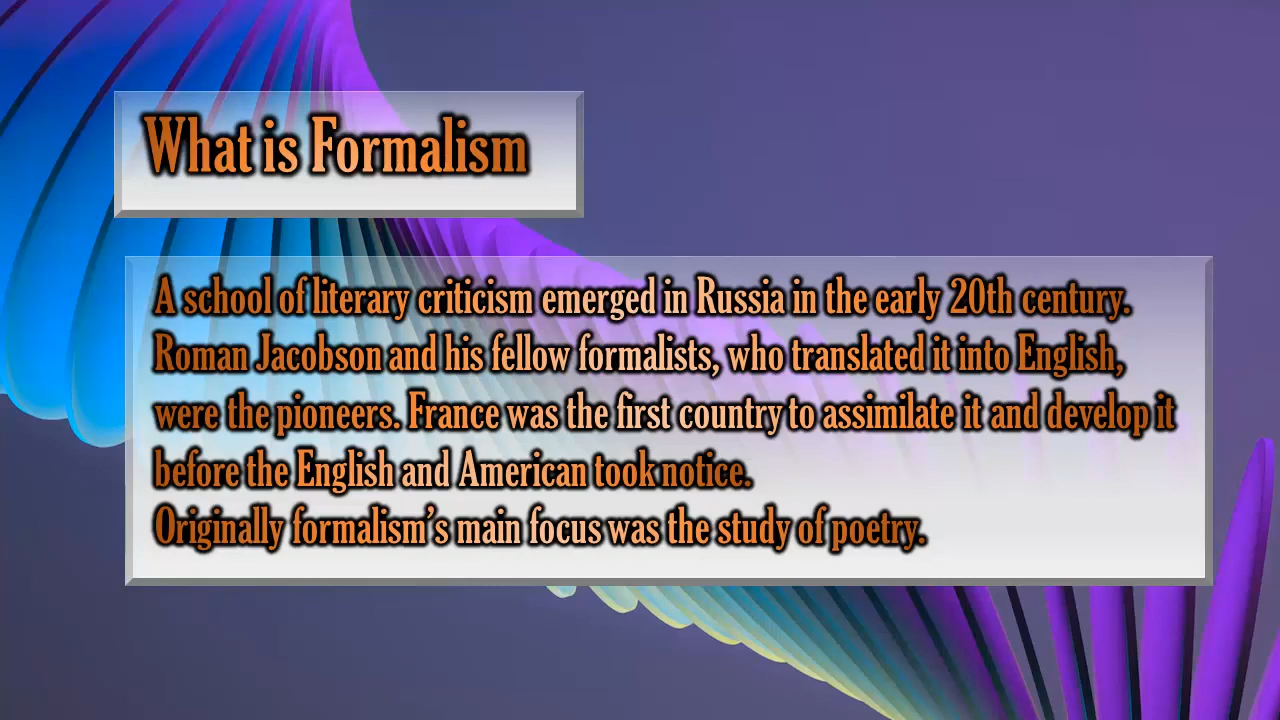 What is Formalism
A school of literary criticism emerged in Russia in the early 20th century.
Roman Jacobson and his fellow formalists, who translated it into English,
were the pioneers. France was the first country to assimilate it and develop it
before the English and American took notice.
Originally formalism’s main focus was the study of poetry.